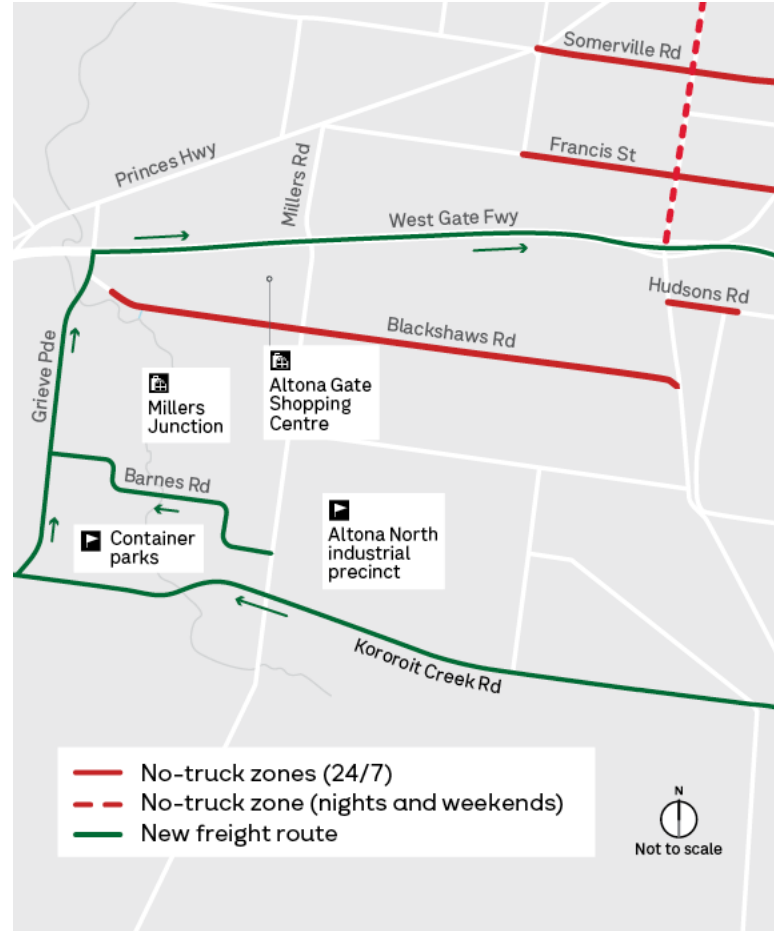 Somerville Rd
Francis St
Princes Hwy
Millers Rd
West Gate Fwy
Hudsons Rd
Blackshaws Rd
Grieve Pde
Millers
Junction
Altona Gate
Shopping
Centre
Barnes Rd
Container
parks
Altona North
industrial
precinct
Kororoit Creek Rd
No-truck zones (24/7)
No-truck zone (nights and weekends)
New freight route
N
Not to scale